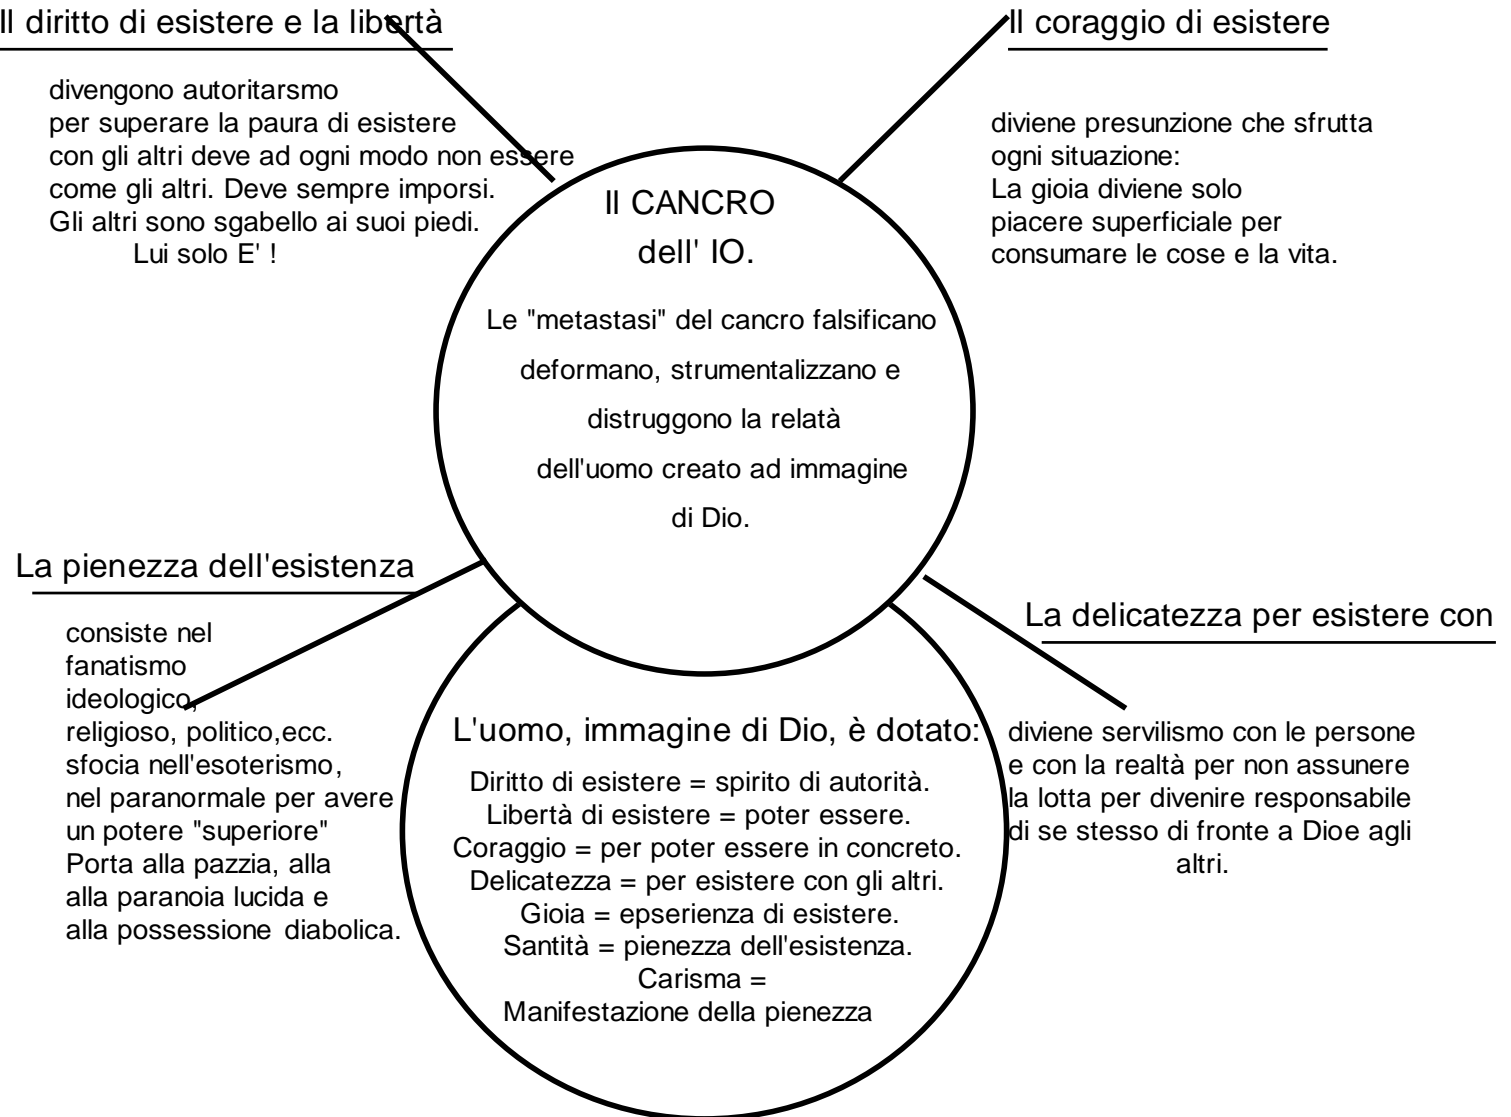 Il diritto di esistere e la libertà
divengono autoritarsmo
per superare la paura di esistere
con gli altri deve ad ogni modo non essere
come gli altri. Deve sempre imporsi.
Gli altri sono sgabello ai suoi piedi.
Lui solo E' !
Il coraggio di esistere
diviene presunzione che sfrutta
ogni situazione:
La gioia diviene solo
piacere superficiale per
consumare le cose e la vita.
Il CANCRO
dell' IO.
Le "metastasi" del cancro falsificano
deformano, strumentalizzano e
distruggono la relatà
dell'uomo creato ad immagine
di Dio.
La pienezza dell'esistenza
consiste nel
fanatismo
ideologico,
religioso, politico,ecc.
sfocia nell'esoterismo,
nel paranormale per avere
un potere "superiore"
Porta alla pazzia, alla
alla paranoia lucida e
alla possessione diabolica.
La delicatezza per esistere con
diviene servilismo con le persone
e con la realtà per non assunere
la lotta per divenire responsabile
di se stesso di fronte a Dioe agli
altri.
L'uomo, immagine di Dio, è dotato:
Diritto di esistere = spirito di autorità.
Libertà di esistere = poter essere.
Coraggio = per poter essere in concreto.
Delicatezza = per esistere con gli altri.
Gioia = epserienza di esistere.
Santità = pienezza dell'esistenza.
Carisma =
Manifestazione della pienezza